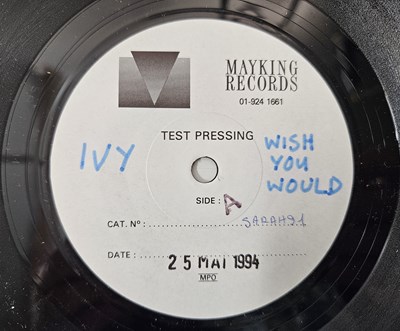 MAYKING
RECORDS
01-924 1661
TEST PRESSING
IVY
WISH
YOU
WOULD
SIDE : A
CAT. Nº : SARAH91
DATE : 25 MAI 1994
MPO